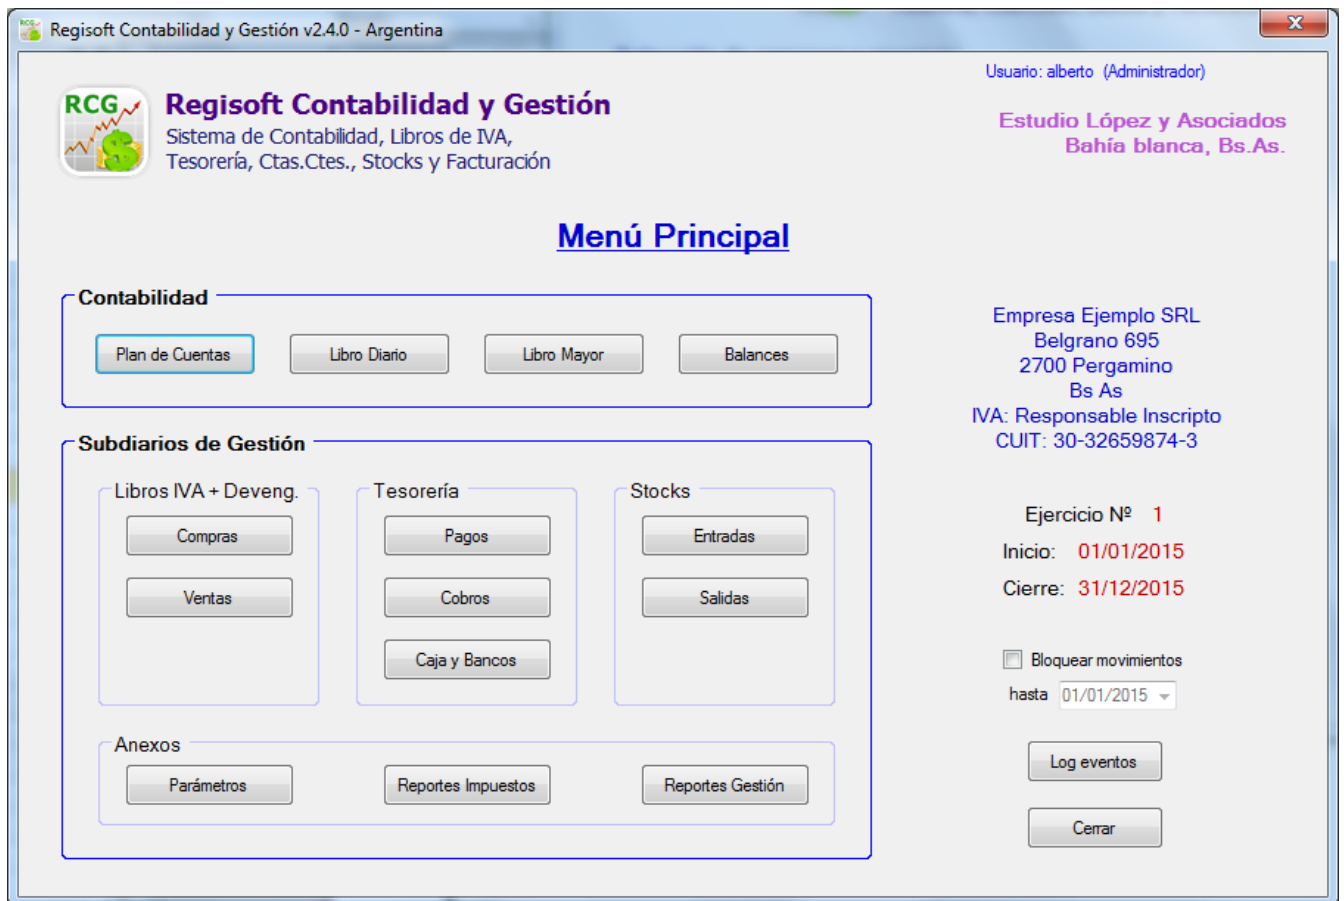 Regisoft Contabilidad y Gestión v2.4.0 - Argentina
Usuario: alberto (Administrador)
RCG
Regisoft Contabilidad y Gestión
Sistema de Contabilidad, Libros de IVA,
Tesorería, Ctas.Ctes., Stocks y Facturación
Estudio López y Asociados
Bahía blanca, Bs.As.
Menú Principal
Contabilidad
Plan de Cuentas
Libro Diario
Libro Mayor
Balances
Subdiarios de Gestión
Libros IVA + Deveng.
Compras
Ventas
Tesorería
Pagos
Cobros
Caja y Bancos
Stocks
Entradas
Salidas
Anexos
Parámetros
Reportes Impuestos
Reportes Gestión
Empresa Ejemplo SRL
Belgrano 695
2700 Pergamino
Bs As
IVA: Responsable Inscripto
CUIT: 30-32659874-3
Ejercicio Nº 1
Inicio: 01/01/2015
Cierre: 31/12/2015
Bloquear movimientos
hasta 01/01/2015
Log eventos
Cerrar